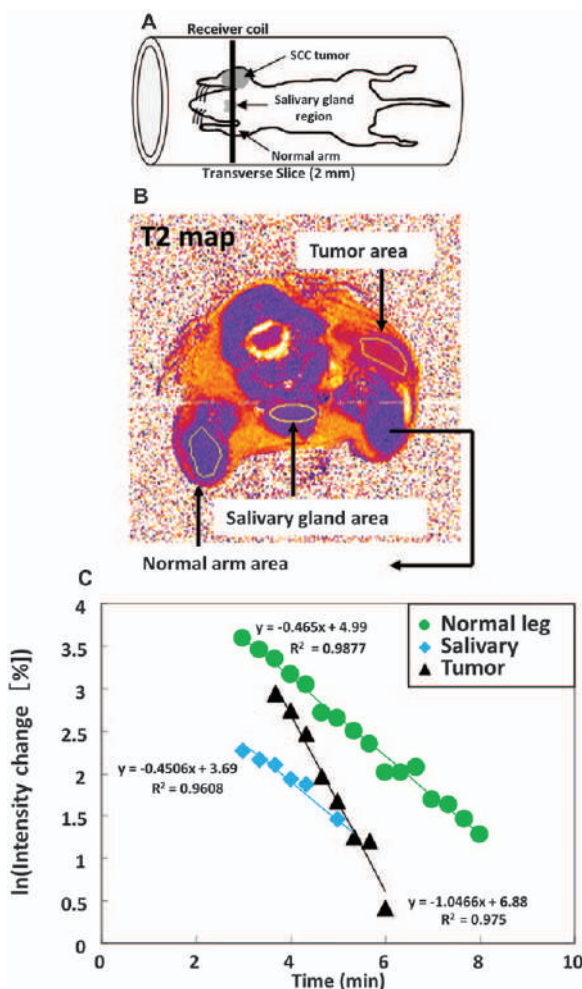 A
Receiver coil
SCC tumor
Salivary gland
region
Normal arm
Transverse Slice (2 mm)
B
T2 map
Tumor area
Salivary gland area
Normal arm area
C
ln(Intensity change [%])
4
3.5
3
2.5
2
1.5
1
0.5
0
y = -0.465x + 4.99
R² = 0.9877
Normal leg
Salivary
Tumor
y = -0.4506x + 3.69
R² = 0.9608
y = -1.0466x + 6.88
R² = 0.975
0 2 4 6 8 10
Time (min)